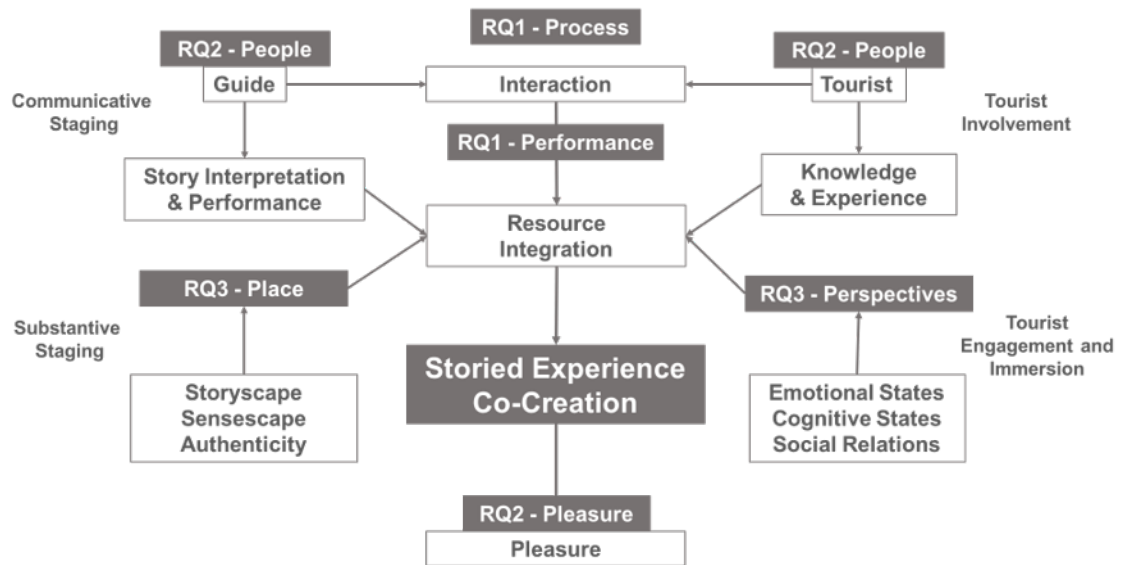 RQ1 - Process
RQ2 - People
Guide
Interaction
RQ2 - People
Tourist
Communicative
Staging
Tourist
Involvement
RQ1 - Performance
Story Interpretation
& Performance
Knowledge
& Experience
Resource
Integration
RQ3 - Place
RQ3 - Perspectives
Substantive
Staging
Tourist
Engagement and
Immersion
Storied Experience
Co-Creation
Storyscape
Sensescape
Authenticity
Emotional States
Cognitive States
Social Relations
RQ2 - Pleasure
Pleasure